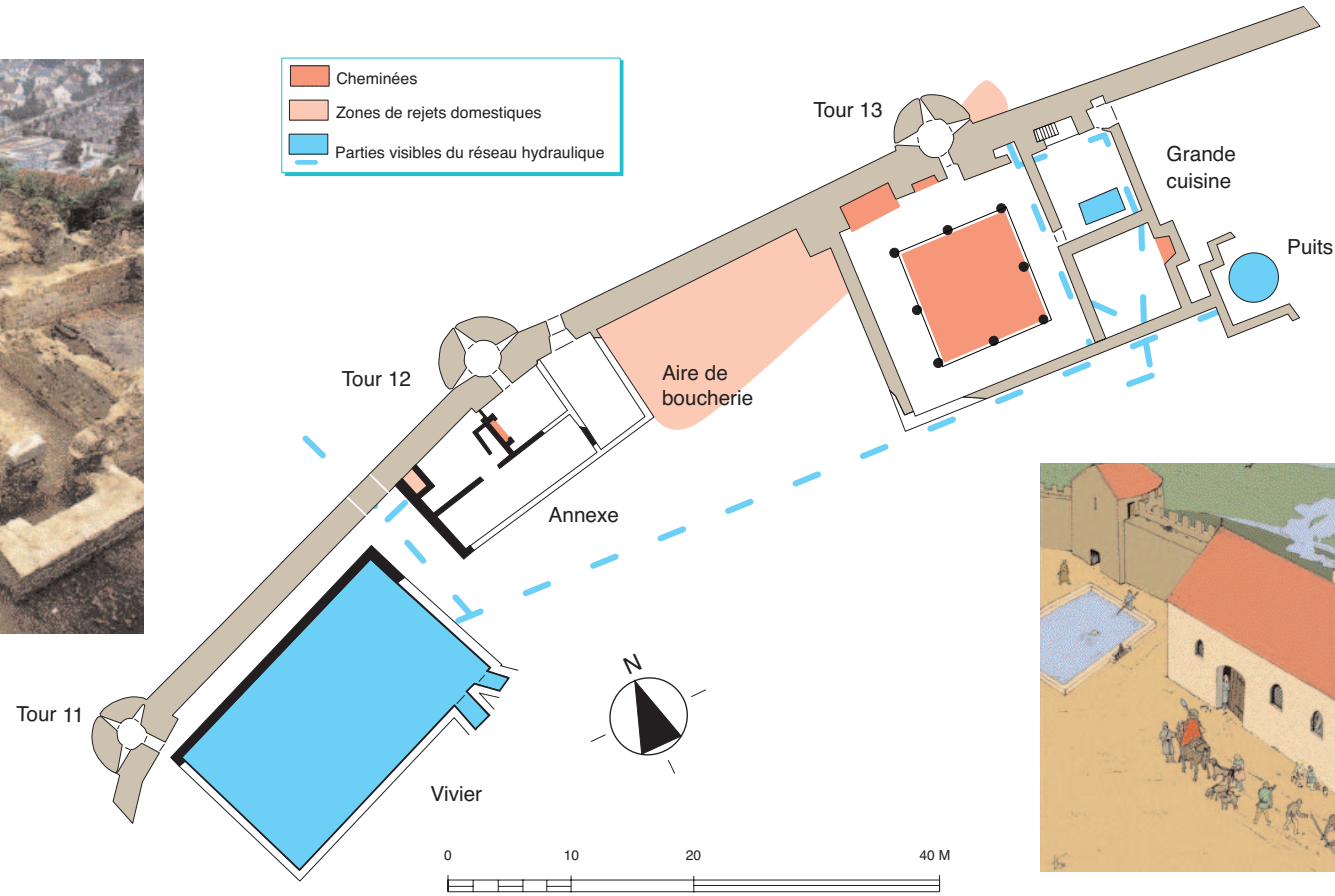 Cheminées
Zones de rejets domestiques
Parties visibles du réseau hydraulique
Tour 13
Grande
cuisine
Puits
Tour 12
Aire de
boucherie
Annexe
N
Tour 11
Vivier
0 10 20 40 M